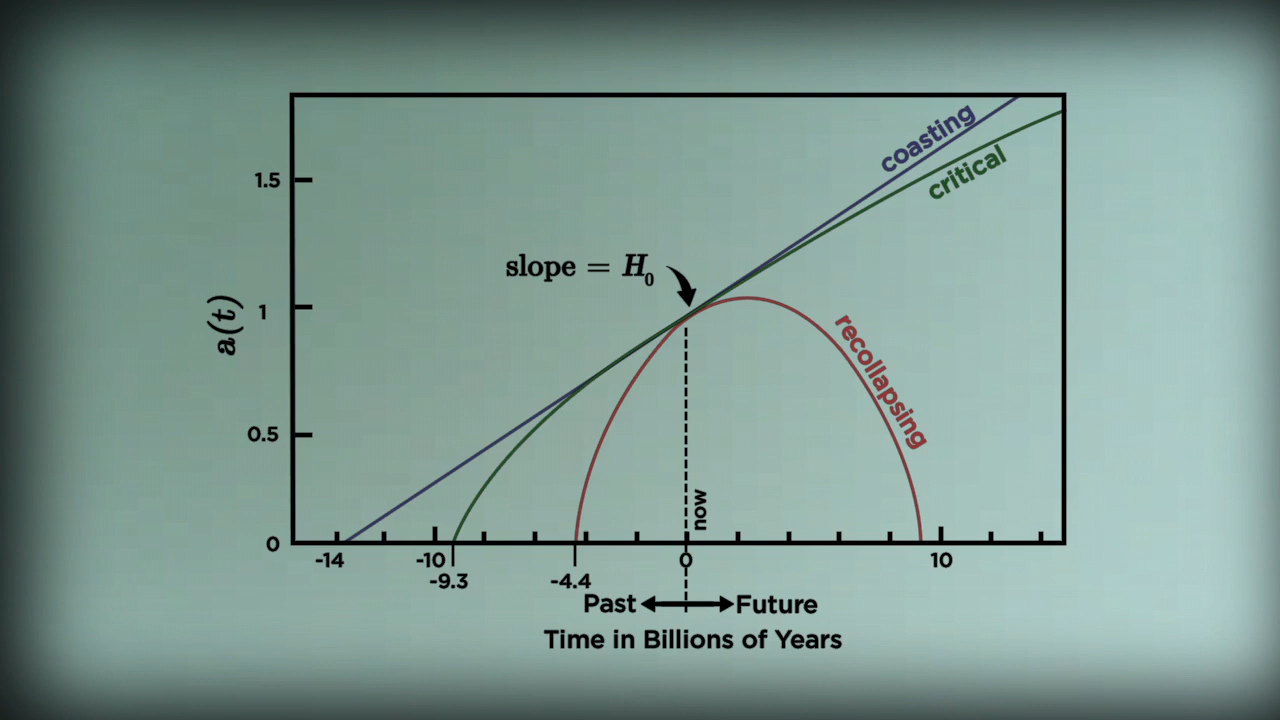 coasting
critical
1.5
slope = H₀
1
a(t)
recollapsing
0.5
now
0
-14
-10
0
10
-9.3
-4.4
Past
Future
Time in Billions of Years